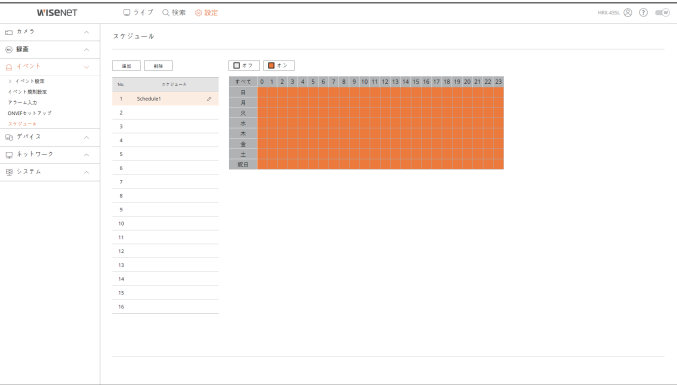 WISENET
ライブ 検索 設定
HRX-435L
カメラ
録画
イベント
イベント設定
イベント規則設定
アラーム入力
ONVIFセットアップ
スケジュール
デバイス
ネットワーク
システム
スケジュール
追加 削除
No. スケジュール
1 Schedule1
2
3
4
5
6
7
8
9
10
11
12
13
14
15
16
オフ オン
すべて 0 1 2 3 4 5 6 7 8 9 10 11 12 13 14 15 16 17 18 19 20 21 22 23
日
月
火
水
木
金
土
祝日